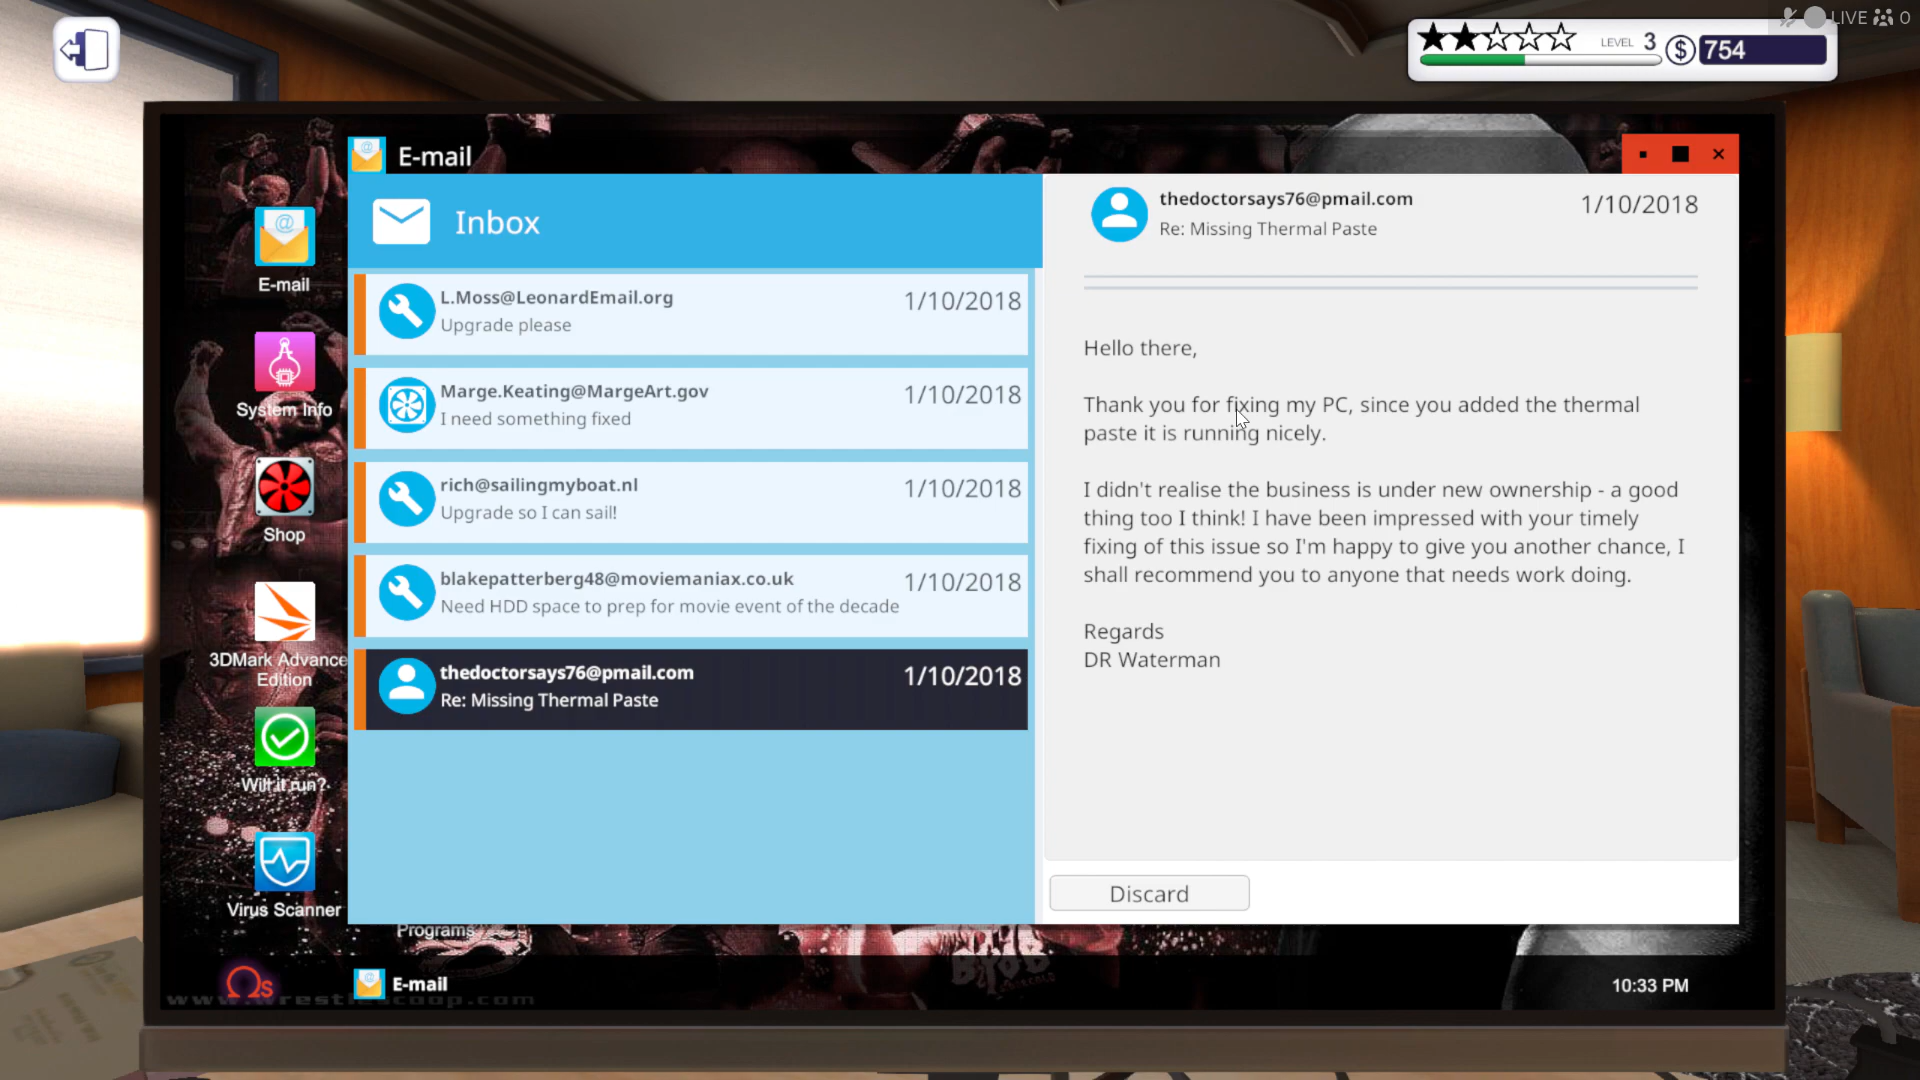 LIVE 0
LEVEL 3 $ 754
E-mail
Inbox
L.Moss@LeonardEmail.org 1/10/2018
Upgrade please
Marge.Keating@MargeArt.gov 1/10/2018
I need something fixed
rich@sailingmyboat.nl 1/10/2018
Upgrade so I can sail!
blakepatterberg48@moviemaniax.co.uk 1/10/2018
Need HDD space to prep for movie event of the decade
thedoctorsays76@pmail.com 1/10/2018
Re: Missing Thermal Paste
thedoctorsays76@pmail.com 1/10/2018
Re: Missing Thermal Paste
Hello there,
Thank you for fixing my PC, since you added the thermal
paste it is running nicely.
I didn't realise the business is under new ownership - a good
thing too I think! I have been impressed with your timely
fixing of this issue so I'm happy to give you another chance, I
shall recommend you to anyone that needs work doing.
Regards
DR Waterman
Discard
E-mail
System Info
Shop
3DMark Advance
Edition
Will it run?
Virus Scanner
Programs
Ωs
E-mail
10:33 PM